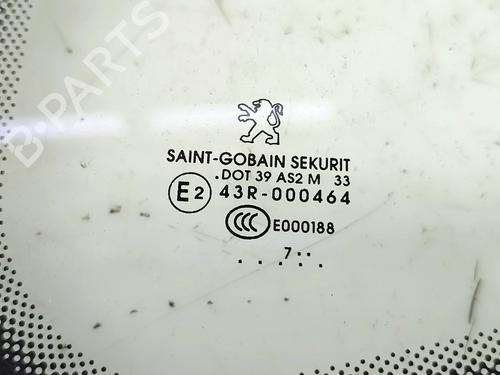 B-PARTS
SAINT-GOBAIN SEKURIT
.DOT 39 AS2 M 33
E2 43R-000464
CCC E000188
. . 7 : : .
. . . . . .